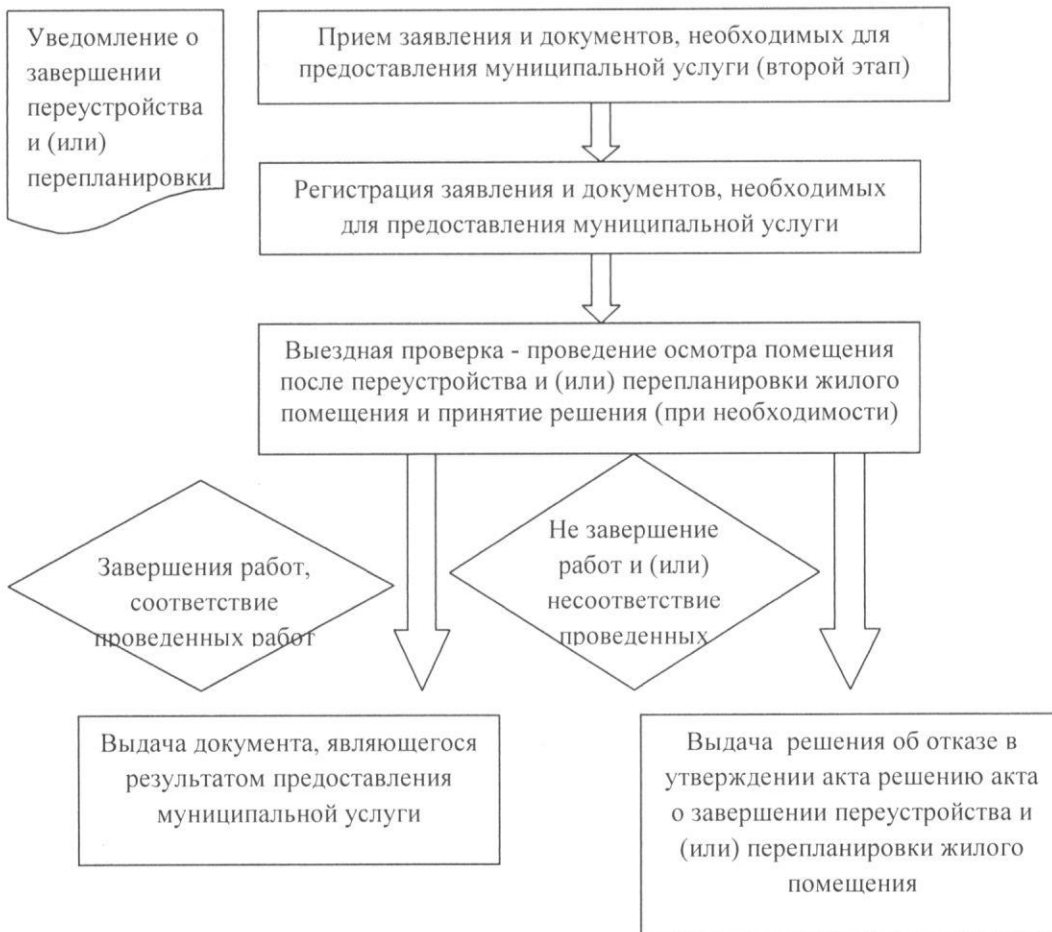 Уведомление о
завершении
переустройства
и (или)
перепланировки
Прием заявления и документов, необходимых для
предоставления муниципальной услуги (второй этап)
Регистрация заявления и документов, необходимых
для предоставления муниципальной услуги
Выездная проверка - проведение осмотра помещения
после переустройства и (или) перепланировки жилого
помещения и принятие решения (при необходимости)
Завершения работ,
соответствие
проведенных работ
Не завершение
работ и (или)
несоответствие
проведенных
Выдача документа, являющегося
результатом предоставления
муниципальной услуги
Выдача решения об отказе в
утверждении акта решению акта
о завершении переустройства и
(или) перепланировки жилого
помещения